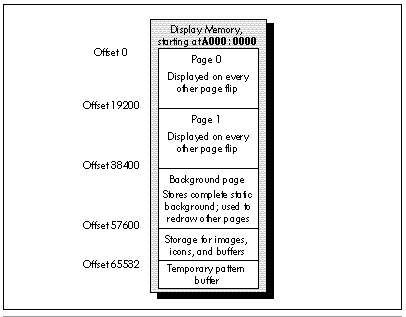 Display Memory,
starting at A000:0000
Offset 0
Page 0
Displayed on every
other page flip
Offset 19200
Page 1
Displayed on every
other page flip
Offset 38400
Background page
Stores complete static
background; used to
redraw other pages
Offset 57600
Storage for images,
icons, and buffers
Offset 65532
Temporary pattern
buffer